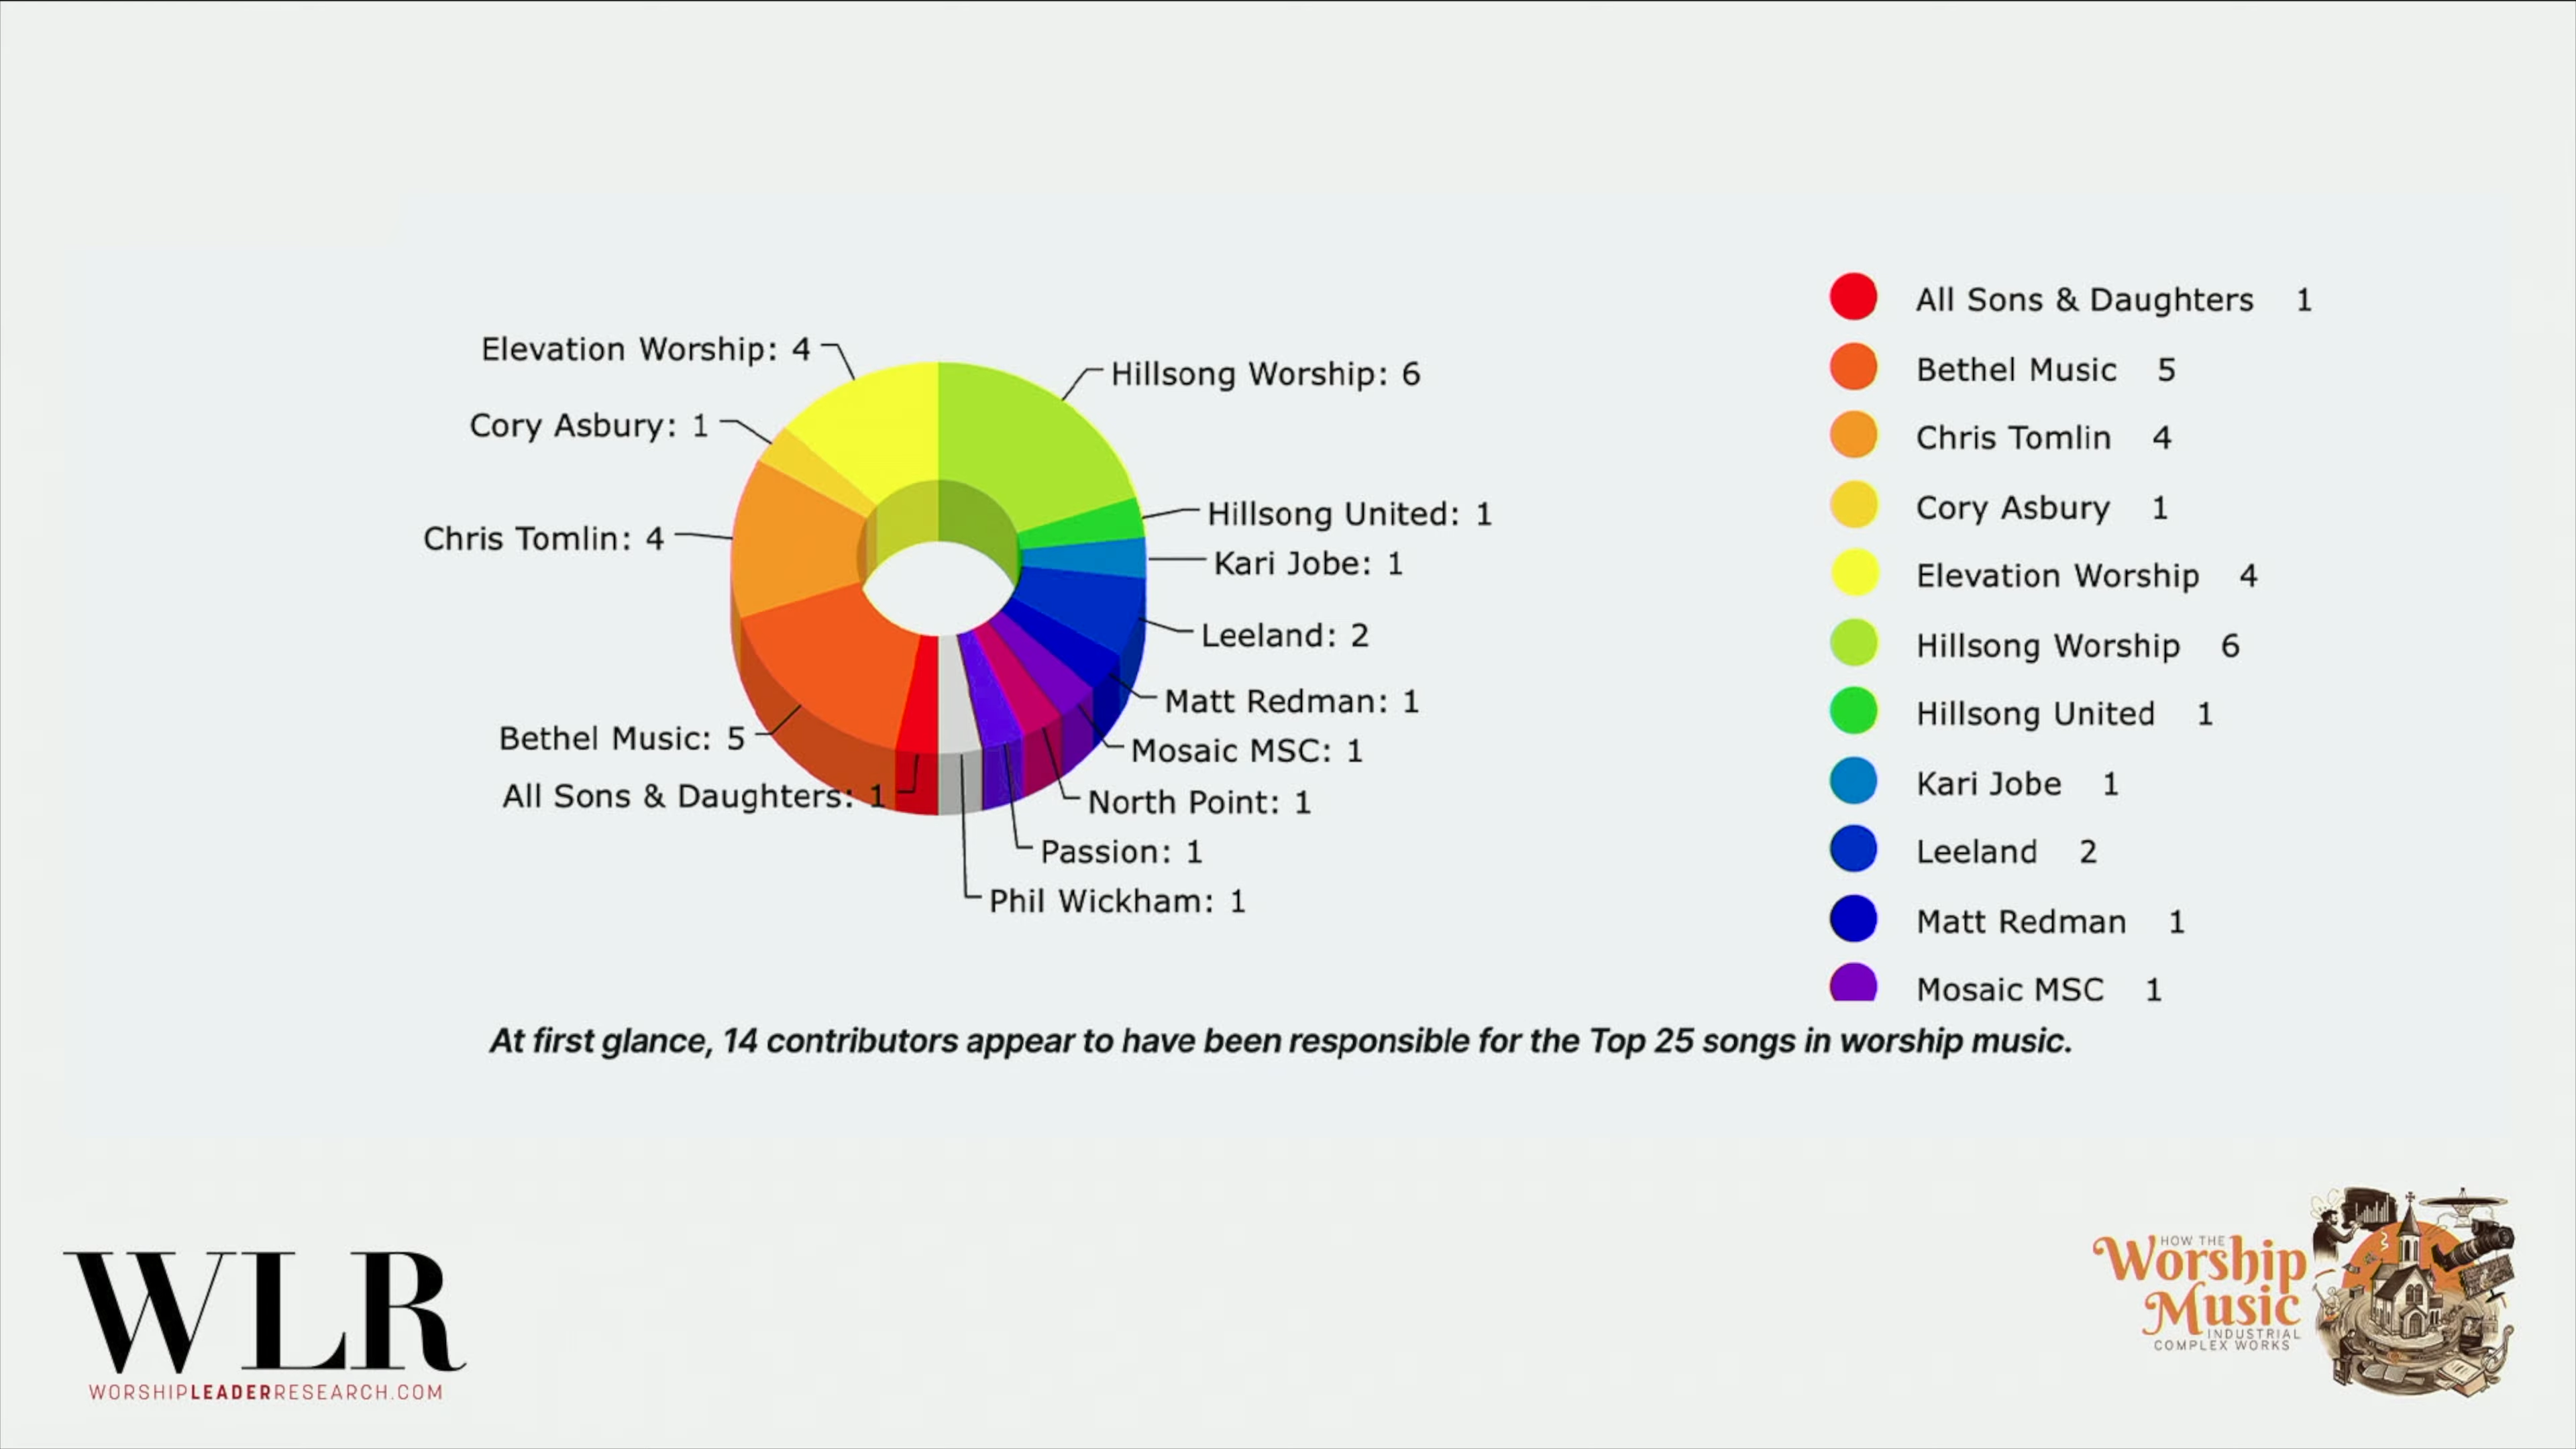 Elevation Worship: 4
Cory Asbury: 1
Chris Tomlin: 4
Bethel Music: 5
All Sons & Daughters: 1
Hillsong Worship: 6
Hillsong United: 1
Kari Jobe: 1
Leeland: 2
Matt Redman: 1
Mosaic MSC: 1
North Point: 1
Passion: 1
Phil Wickham: 1
All Sons & Daughters 1
Bethel Music 5
Chris Tomlin 4
Cory Asbury 1
Elevation Worship 4
Hillsong Worship 6
Hillsong United 1
Kari Jobe 1
Leeland 2
Matt Redman 1
Mosaic MSC 1
At first glance, 14 contributors appear to have been responsible for the Top 25 songs in worship music.
WLR
WORSHIPLEADERRESEARCH.COM
HOW THE
Worship
Music
INDUSTRIAL
COMPLEX WORKS